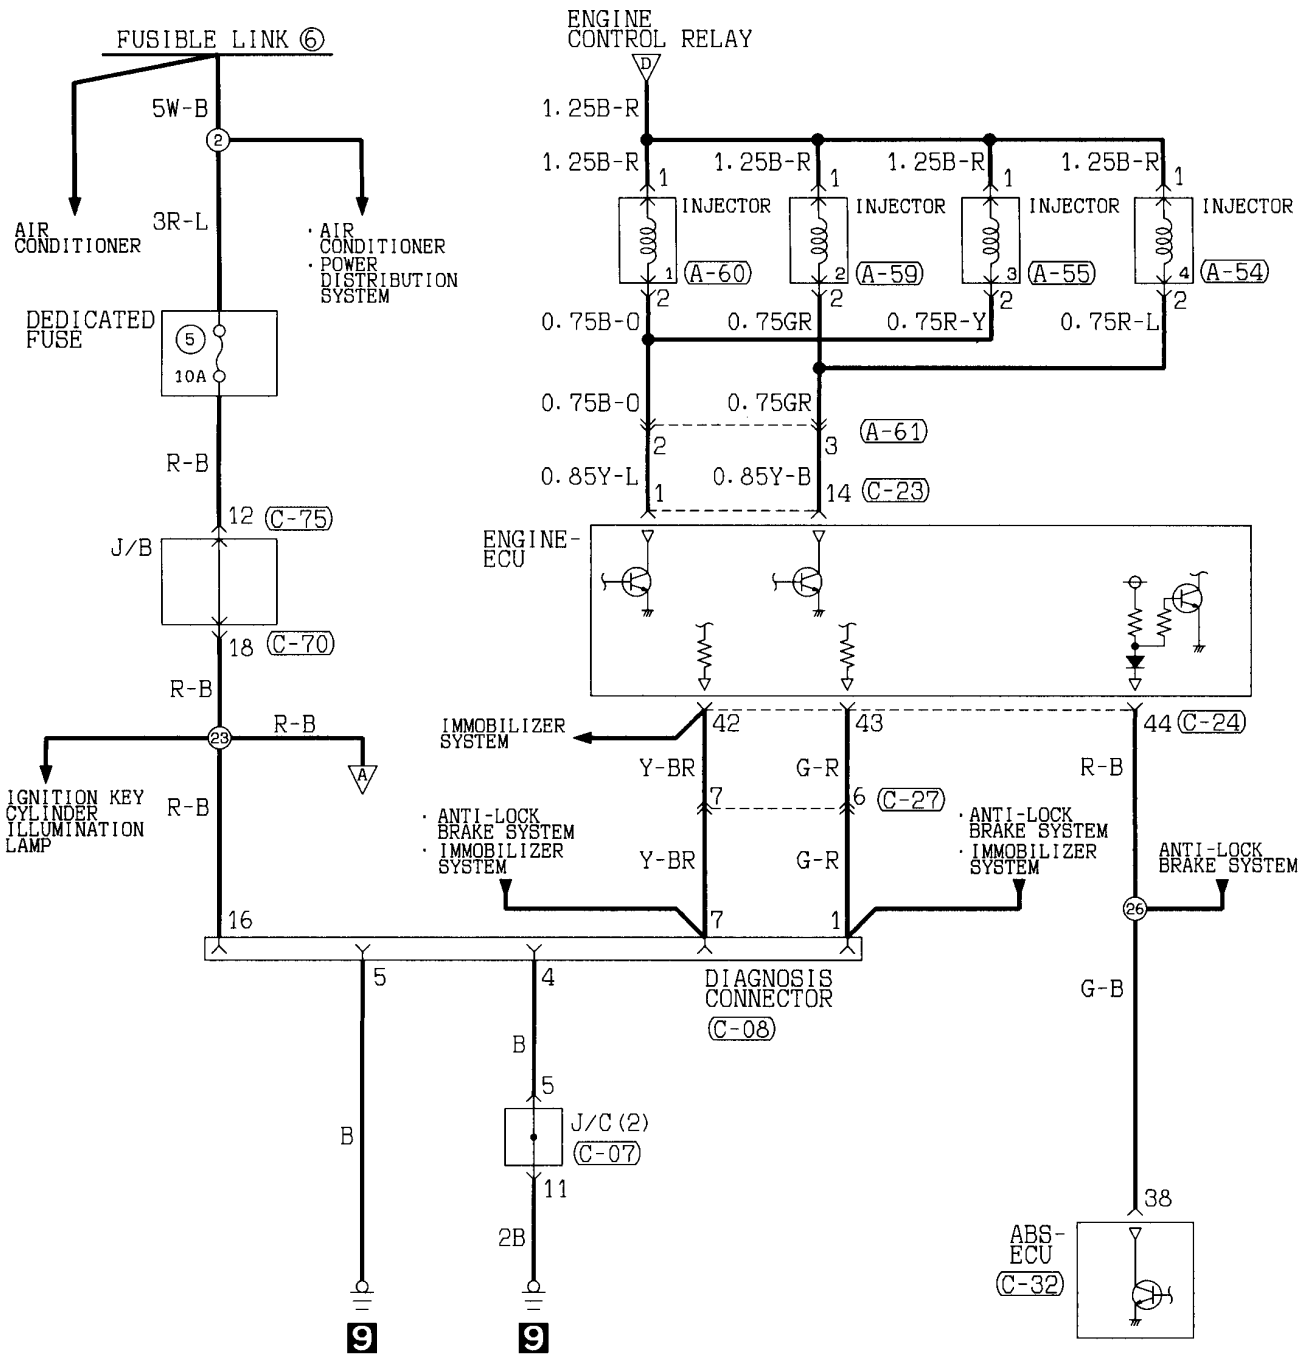 FUSIBLE LINK ⑥
ENGINE
CONTROL RELAY
D
5W-B
1.25B-R
2
1.25B-R
1.25B-R
1.25B-R
1.25B-R
1
1
1
1
INJECTOR
INJECTOR
INJECTOR
INJECTOR
3R-L
AIR
CONDITIONER
· AIR
CONDITIONER
· POWER
DISTRIBUTION
SYSTEM
1
A-60
2
A-59
3
A-55
4
A-54
2
2
2
2
DEDICATED
FUSE
5
10A
0.75B-O
0.75GR
0.75R-Y
0.75R-L
0.75B-O
0.75GR
A-61
2
3
R-B
0.85Y-L
0.85Y-B
1
14
C-23
12
C-75
J/B
ENGINE-
ECU
18
C-70
R-B
23
R-B
A
IMMOBILIZER
SYSTEM
42
43
44
C-24
Y-BR
G-R
R-B
IGNITION KEY
CYLINDER
ILLUMINATION
LAMP
R-B
7
6
C-27
· ANTI-LOCK
BRAKE SYSTEM
· IMMOBILIZER
SYSTEM
Y-BR
G-R
· ANTI-LOCK
BRAKE SYSTEM
· IMMOBILIZER
SYSTEM
ANTI-LOCK
BRAKE SYSTEM
26
16
7
1
5
4
DIAGNOSIS
CONNECTOR
C-08
G-B
B
5
J/C(2)
C-07
B
11
2B
38
ABS-
ECU
C-32
9
9